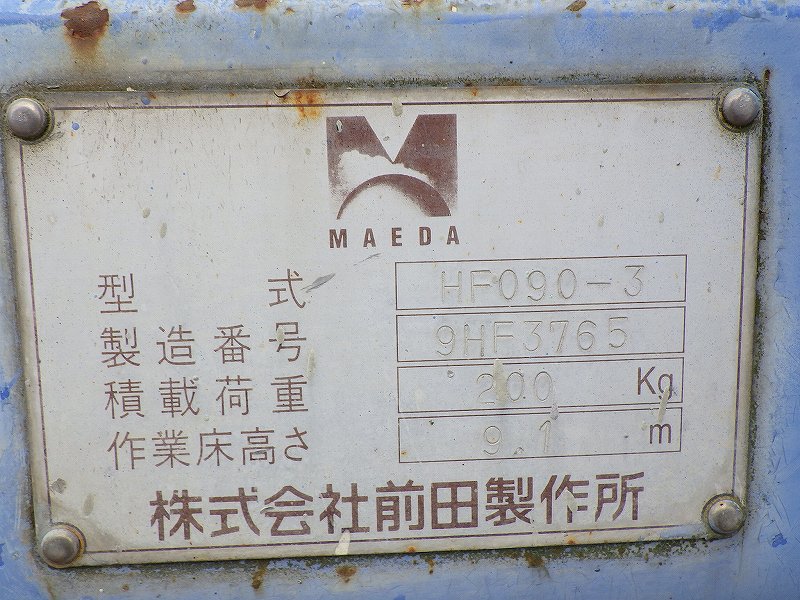 MAEDA
型式 HF090-3
製造番号 9HF3765
積載荷重 200 Kg
作業床高さ 9.1 m
株式会社前田製作所